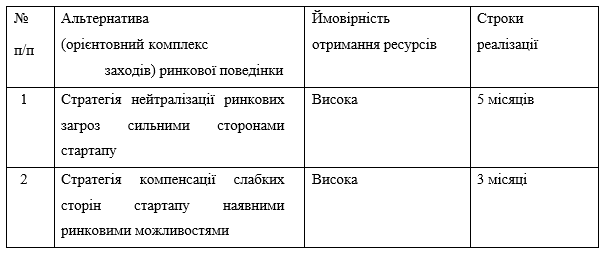 №
п/п
Альтернатива
(орієнтовний комплекс
заходів) ринкової поведінки
Ймовірність
отримання ресурсів
Строки
реалізації
1
Стратегія нейтралізації ринкових
загроз сильними сторонами
стартапу
Висока
5 місяців
2
Стратегія компенсації слабких
сторін стартапу наявними
ринковими можливостями
Висока
3 місяці